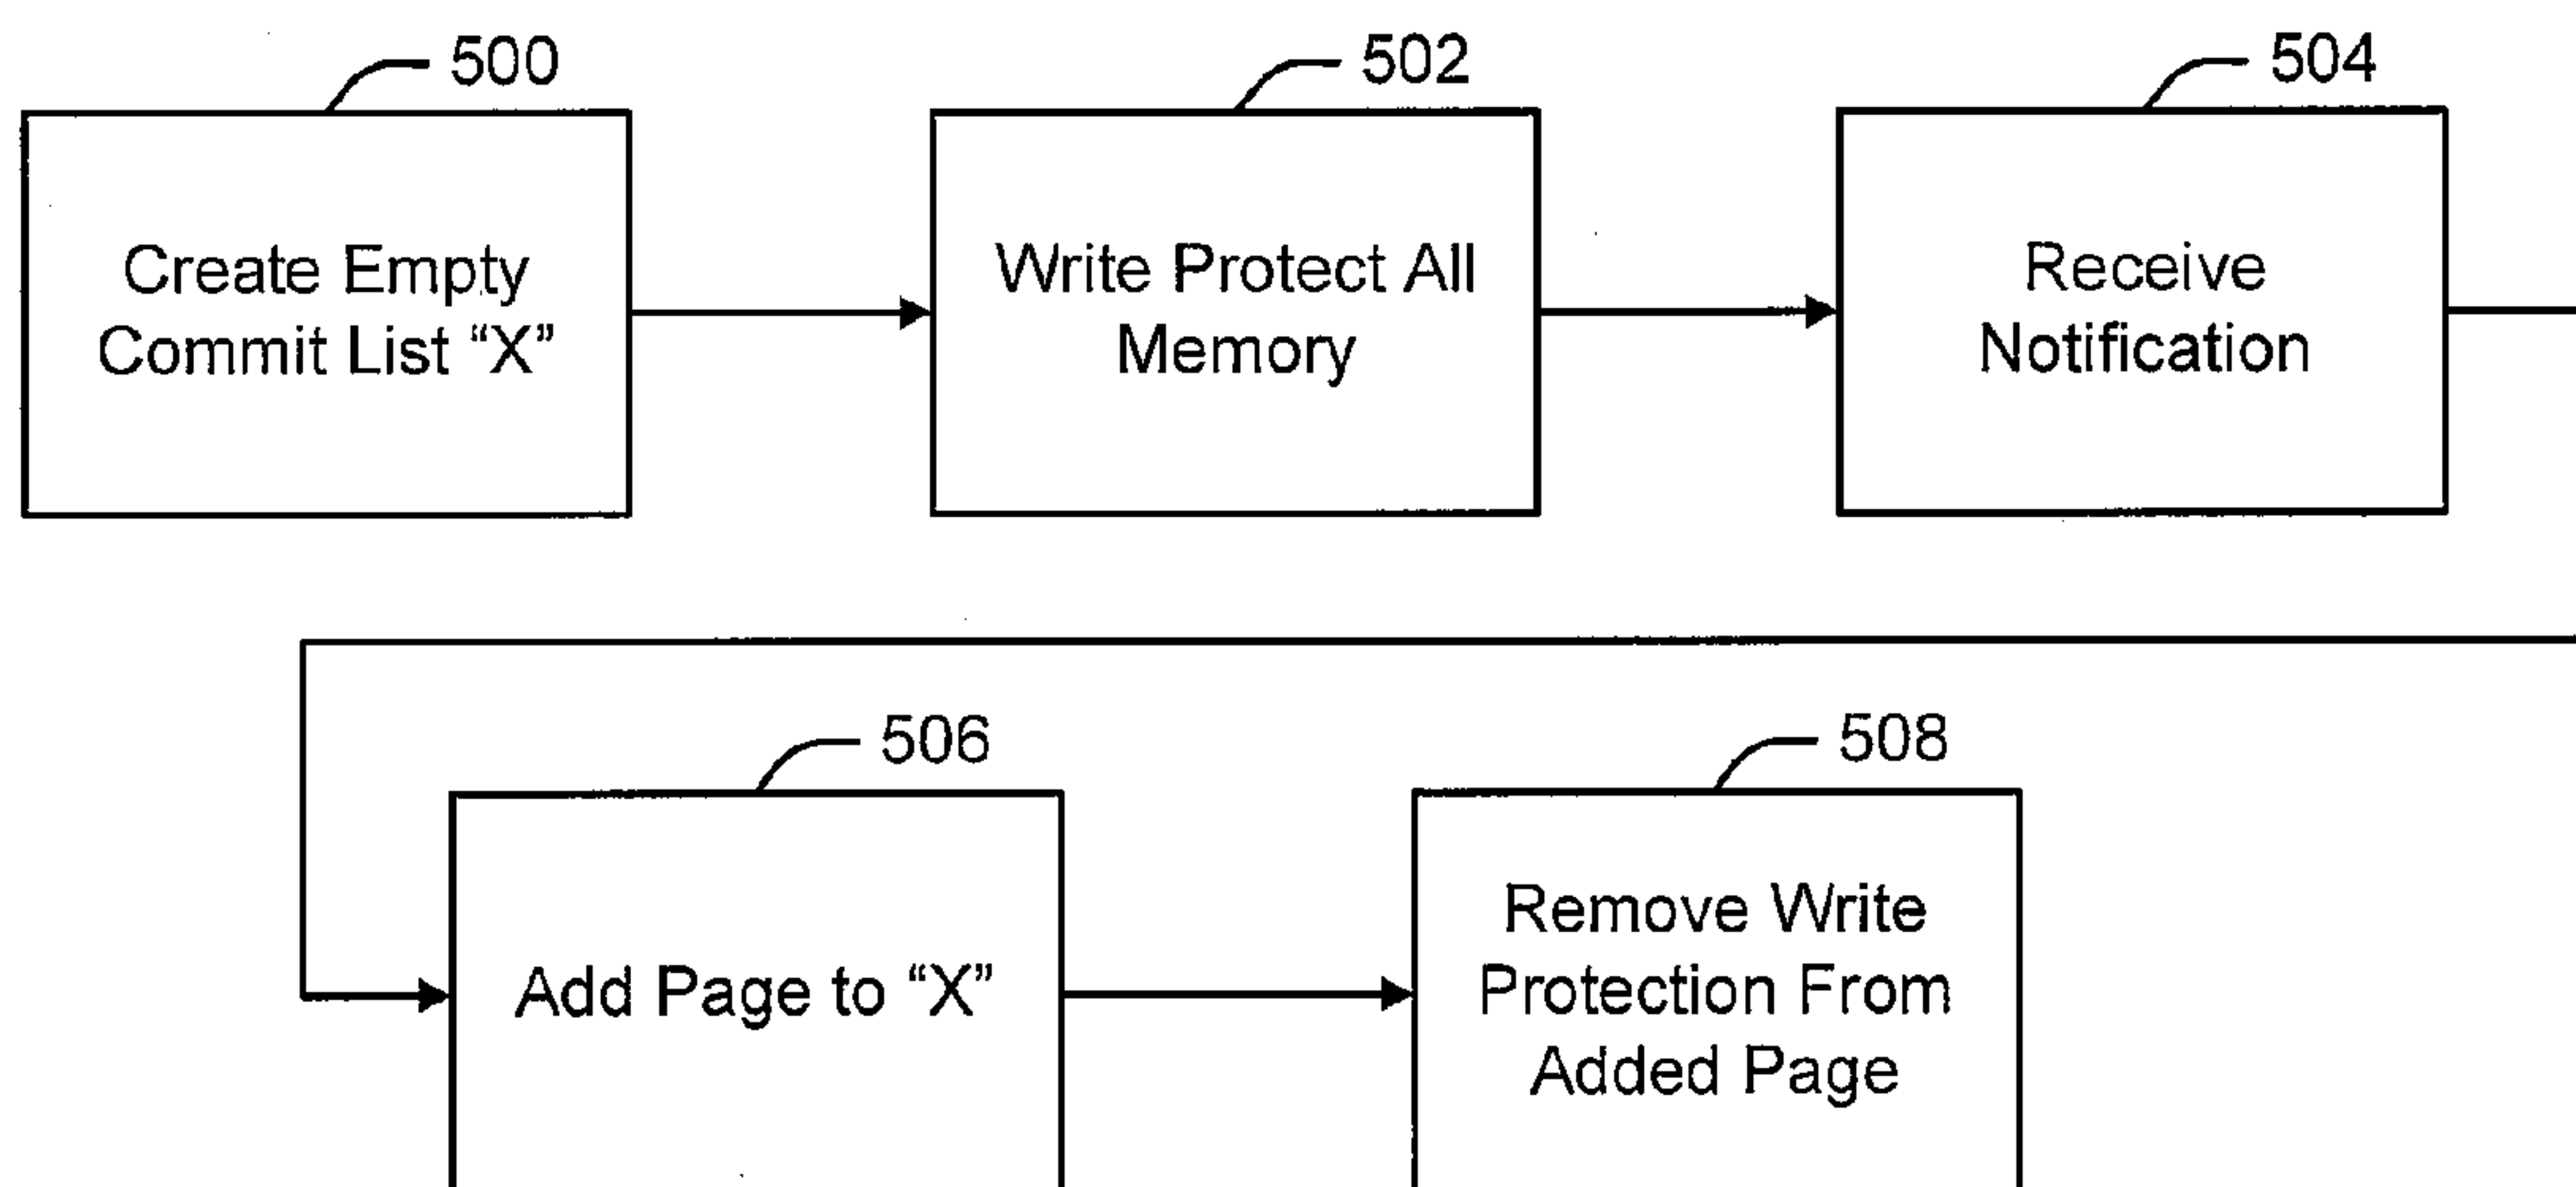 500
502
504
Create Empty
Commit List “X”
Write Protect All
Memory
Receive
Notification
506
508
Add Page to “X”
Remove Write
Protection From
Added Page